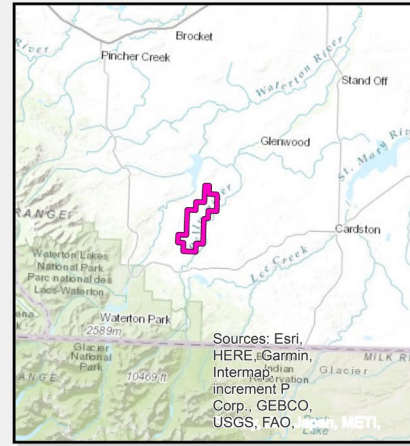 Brocket
River
Pincher Creek
Waterton River
Stand Off
Glenwood
St. Mary Riv
RANGE
Cardston
Lee Creek
Waterton Lakes
National Park
Parc national des
Lacs-Waterton
Waterton Park
2589m
Glacier
National
Park
10469 ft
ANGE
Indian
Reservation
Glacier
MILK R
Sources: Esri,
HERE, Garmin,
Intermap,
increment P
Corp., GEBCO,
USGS, FAO,
Japan, METI,
Lake